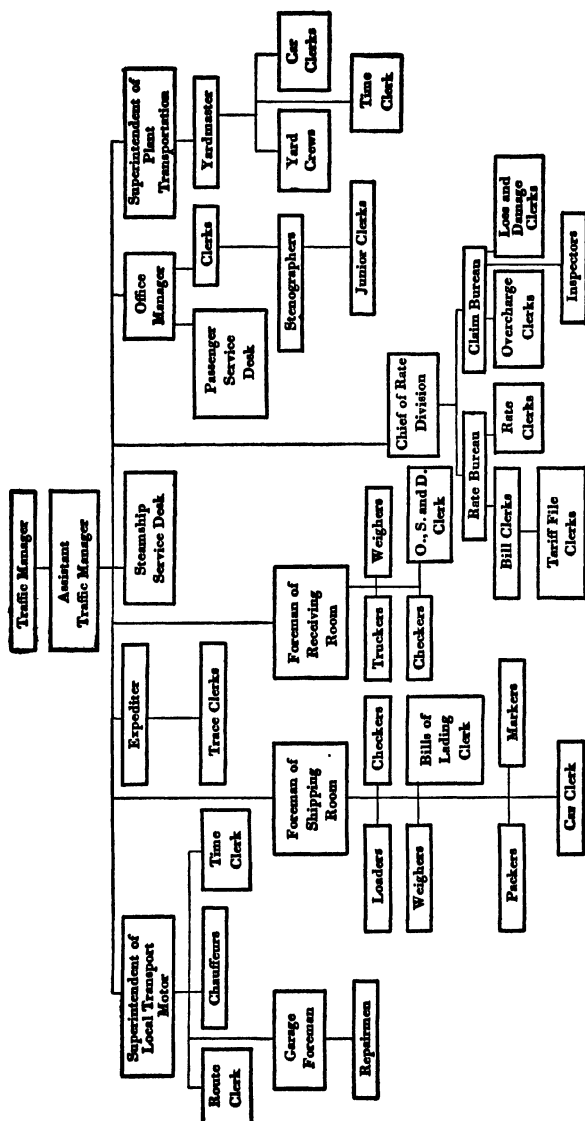 Traffic Manager
Assistant
Traffic Manager
Superintendent of
Local Transport
Motor
Expediter
Steamship
Service Desk
Office
Manager
Superintendent of
Plant
Transportation
Route
Clerk
Chauffeurs
Time
Clerk
Trace Clerks
Passenger
Service
Desk
Clerks
Yardmaster
Garage
Foreman
Foreman of
Shipping
Room
Foreman of
Receiving
Room
Stenographers
Yard
Crews
Car
Clerks
Repairmen
Junior Clerks
Time
Clerk
Loaders
Checkers
Truckers
Weighers
Chief of Rate
Division
Weighers
Bills of
Lading
Clerk
Checkers
O., S. and D.
Clerk
Rate Bureau
Claim Bureau
Packers
Markers
Bill Clerks
Rate
Clerks
Overcharge
Clerks
Loss and
Damage
Clerks
Car Clerk
Tariff File
Clerks
Inspectors